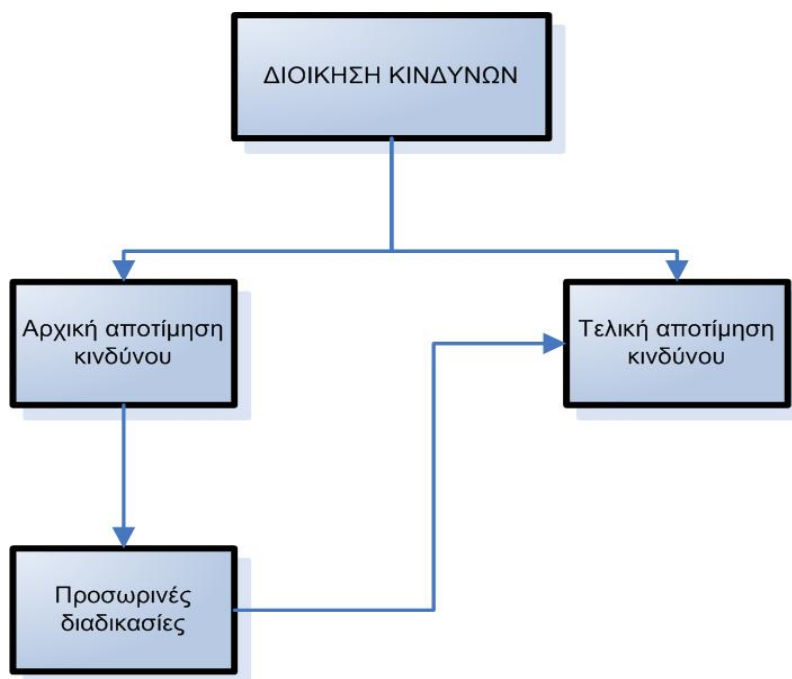 ΔΙΟΙΚΗΣΗ ΚΙΝΔΥΝΩΝ
Αρχική αποτίμηση
κινδύνου
Τελική αποτίμηση
κινδύνου
Προσωρινές
διαδικασίες